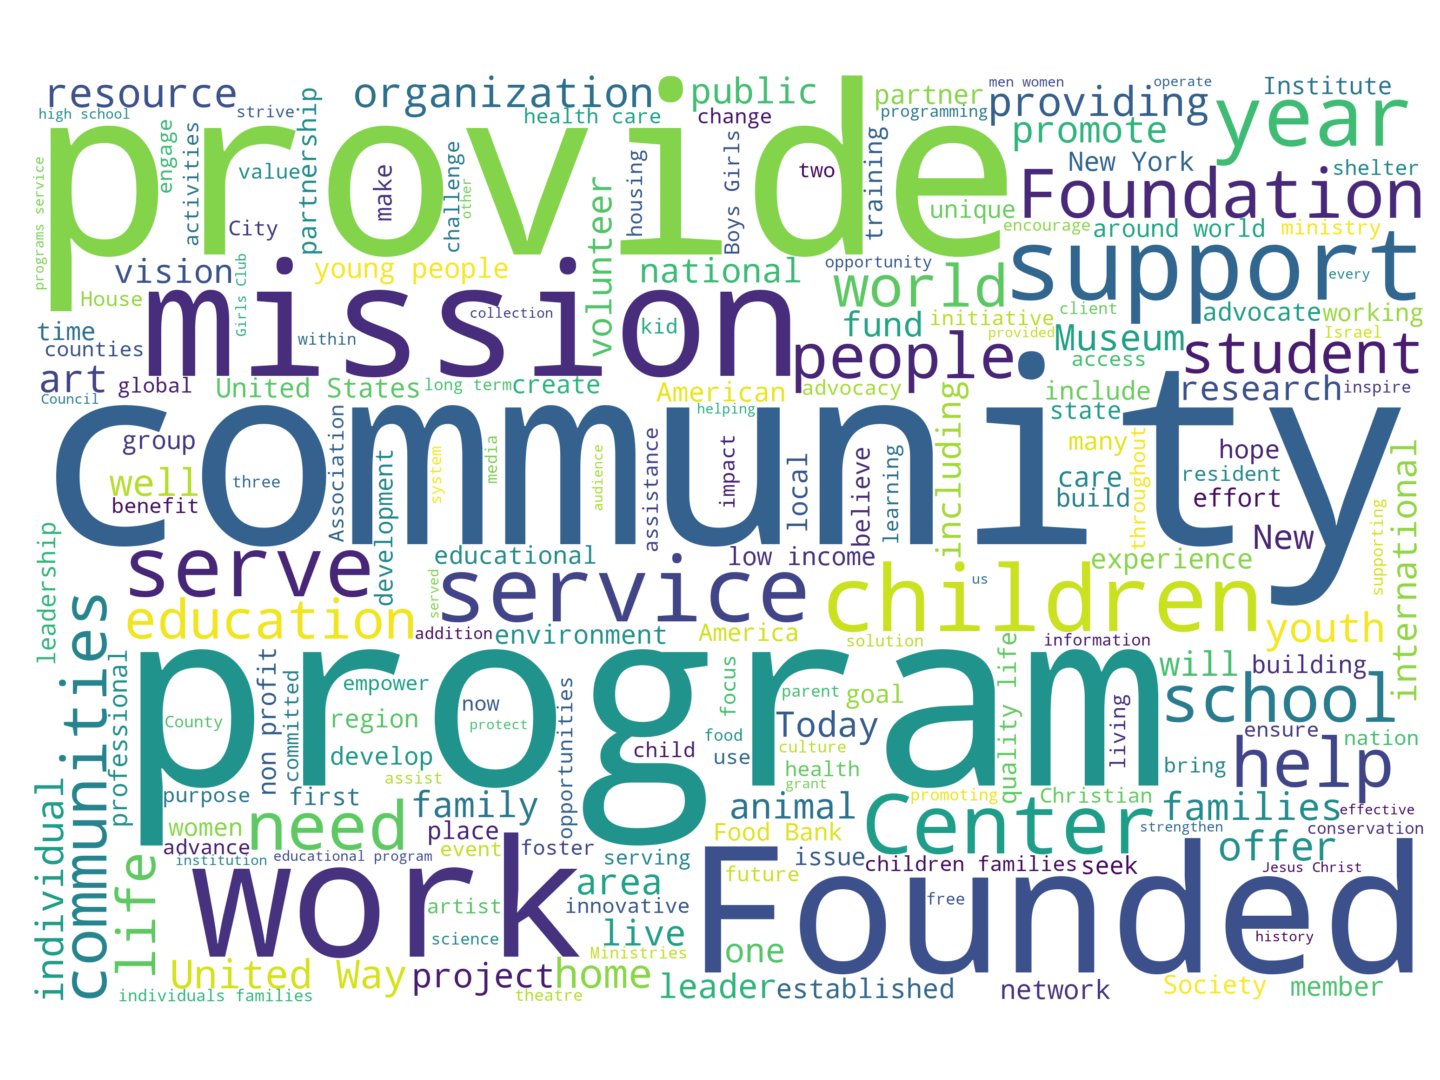 resource
organization
public
partner
men women
operate
Institute
high school
strive
partnership
health care
change
programming
providing
year
provide
engage
activities
value
make
challenge
other
housing
Boys Girls
two
training
promote
New York
shelter
Foundation
unique
programs service
City
encourage
around world
ministry
vision
young people
volunteer
national
opportunity
world
support
every
House
Girls Club
mission
collection
client
advocate
working
time
counties
within
kid
fund
initiative
provided
Museum
Israel
people
access
student
art
global
United States
long term
create
American
advocacy
including
include
research
inspire
Council
helping
state
community
group
Association
three
well
benefit
development
system
media
audience
assistance
impact
local
believe
learning
many
throughout
hope
care
build
resident
effort
international
New
leadership
serve
educational
low income
experience
supporting
served
service
us
children
education
addition
environment
America
solution
information
youth
communities
professional
program
non profit
committed
empower
now
opportunities
focus
parent
goal
quality life
will
building
County
region
protect
Today
living
school
ensure
nation
develop
child
food
use
culture
health
grant
bring
help
assist
individual
purpose
first
family
animal
promoting
Christian
families
effective
women
need
place
Food Bank
Center
strengthen
conservation
advance
event
foster
serving
issue
offer
institution
educational program
children families
seek
Jesus Christ
life
work
area
future
Founded
free
artist
innovative
science
live
one
history
Ministries
United Way
project
home
leader
established
network
Society
member
individuals families
theatre